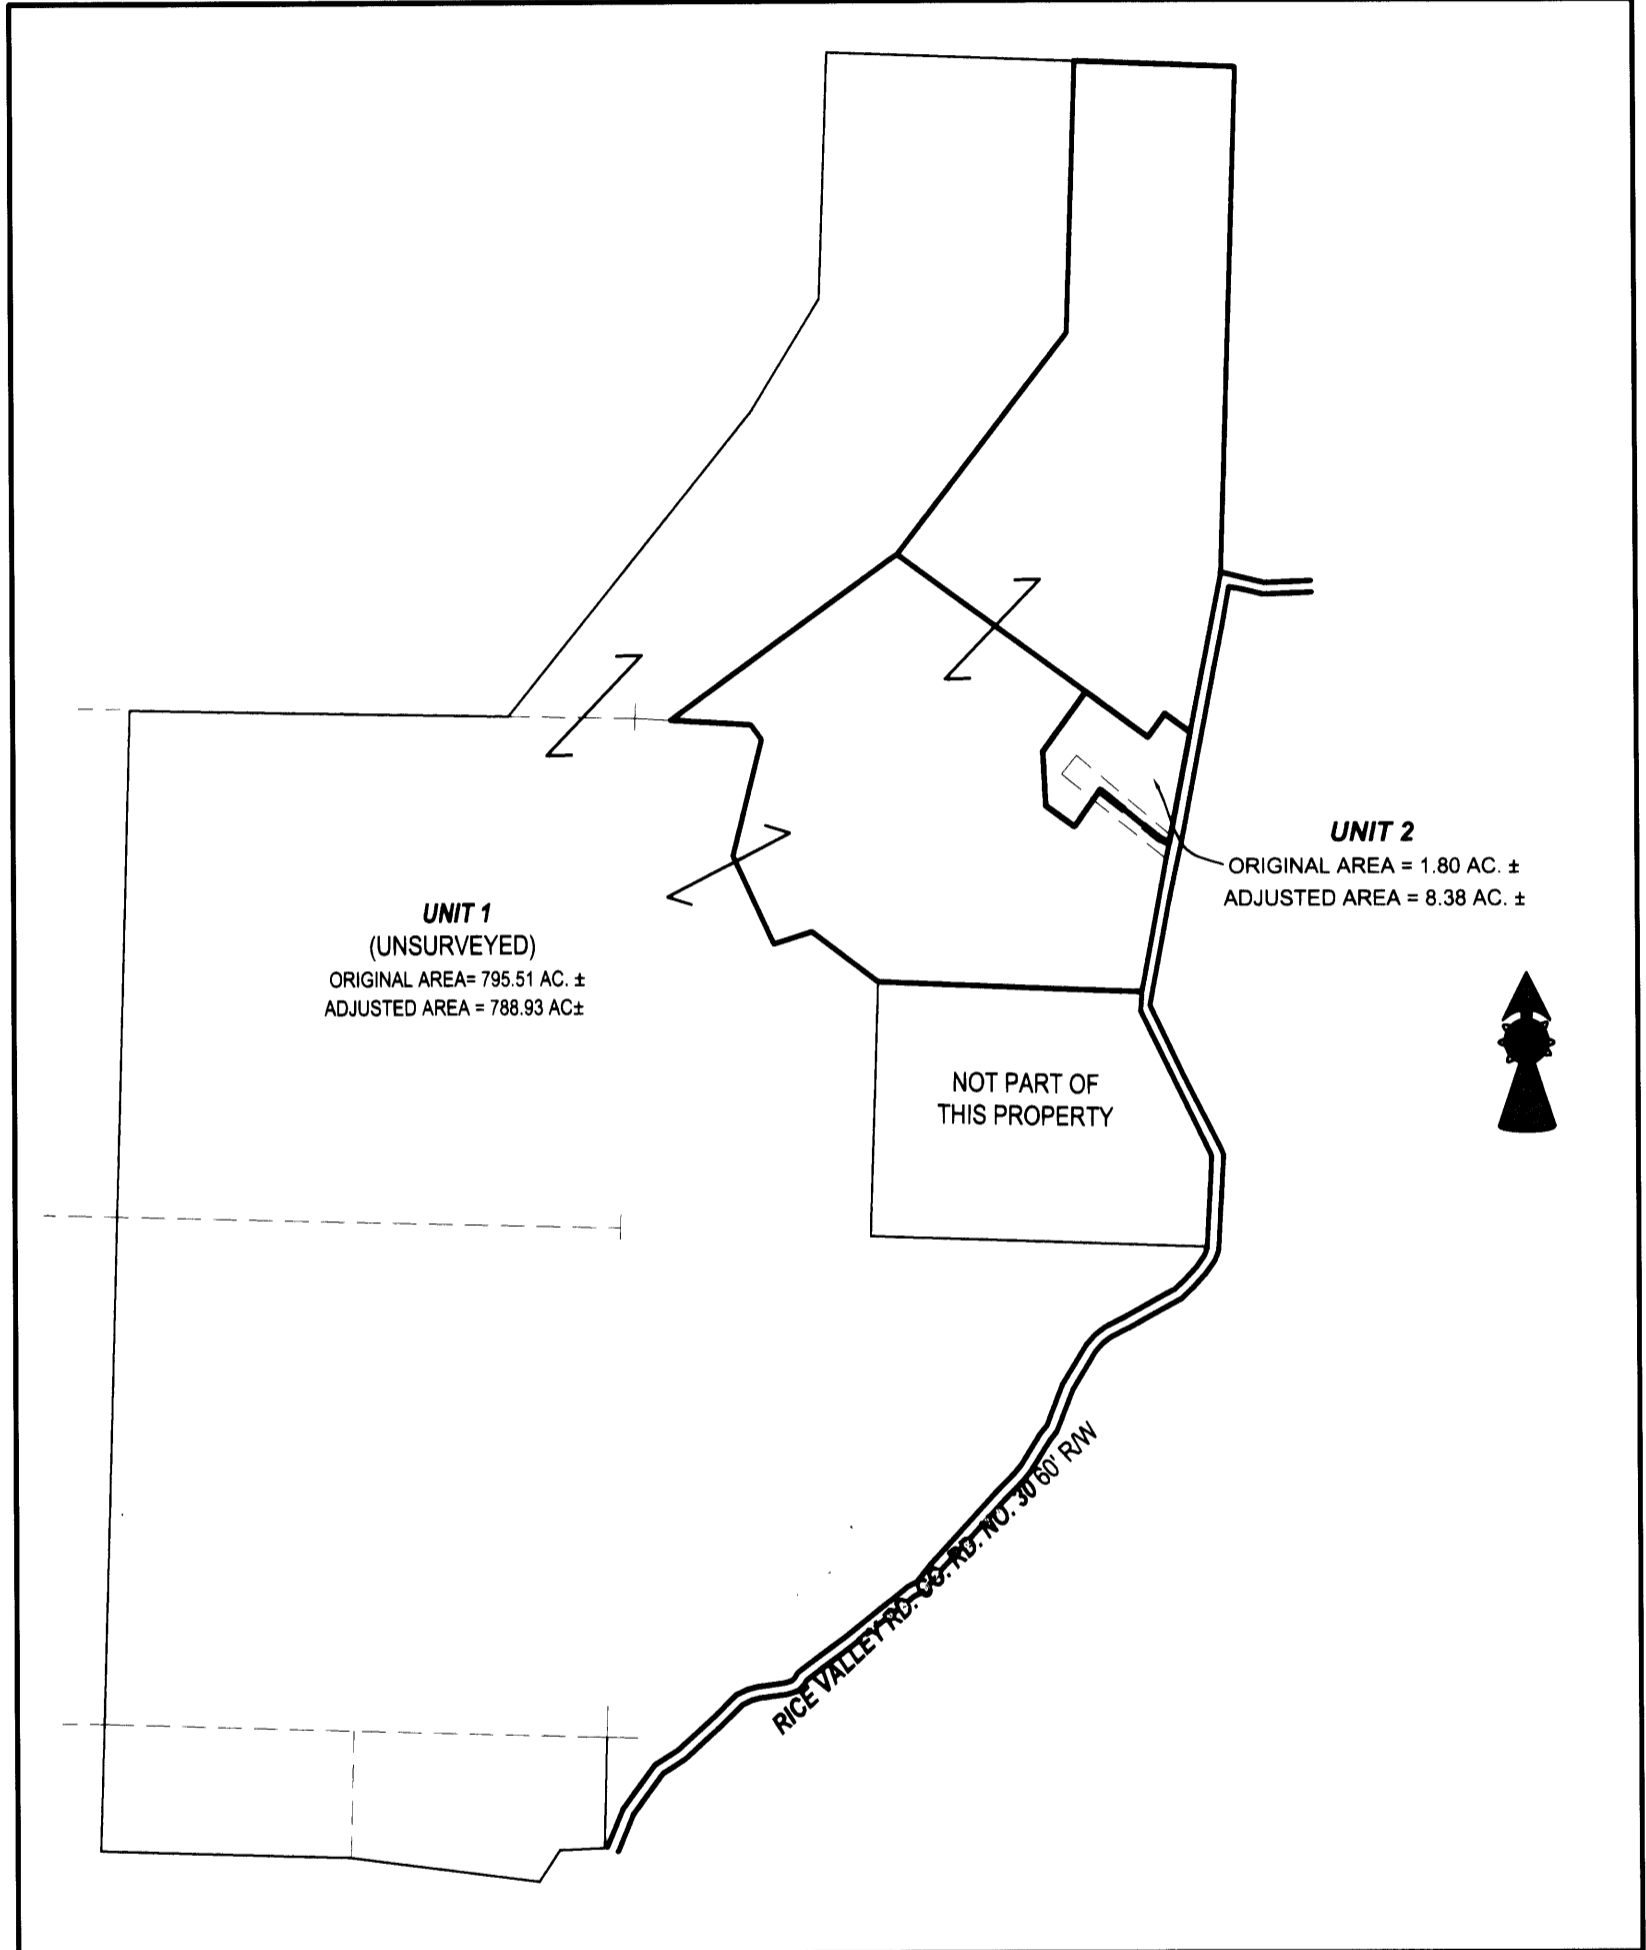 UNIT 2
ORIGINAL AREA = 1.80 AC. ±
ADJUSTED AREA = 8.38 AC. ±
UNIT 1
(UNSURVEYED)
ORIGINAL AREA= 795.51 AC. ±
ADJUSTED AREA = 788.93 AC±
NOT PART OF
THIS PROPERTY
RICE VALLEY RD. CO. RD. NO. 30 60' R/W